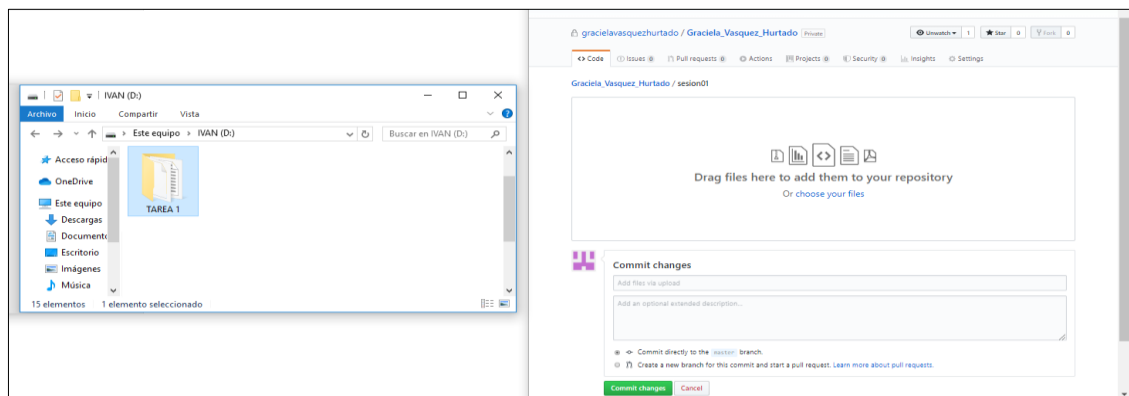 IVAN (D:)
Archivo Inicio Compartir Vista
Este equipo > IVAN (D:) Buscar en IVAN (D:)
Acceso rápid
OneDrive
Este equipo
Descargas
Documento
Escritorio
Imágenes
Música
TAREA 1
15 elementos 1 elemento seleccionado
gracielavasquezhurtado / Graciela_Vasquez_Hurtado Private
Unwatch 1 Star 0 Fork 0
Code Issues 0 Pull requests 0 Actions Projects 0 Security 0 Insights Settings
Graciela_Vasquez_Hurtado / sesion01
Drag files here to add them to your repository
Or choose your files
Commit changes
Add files via upload
Add an optional extended description...
Commit directly to the master branch.
Create a new branch for this commit and start a pull request. Learn more about pull requests.
Commit changes Cancel